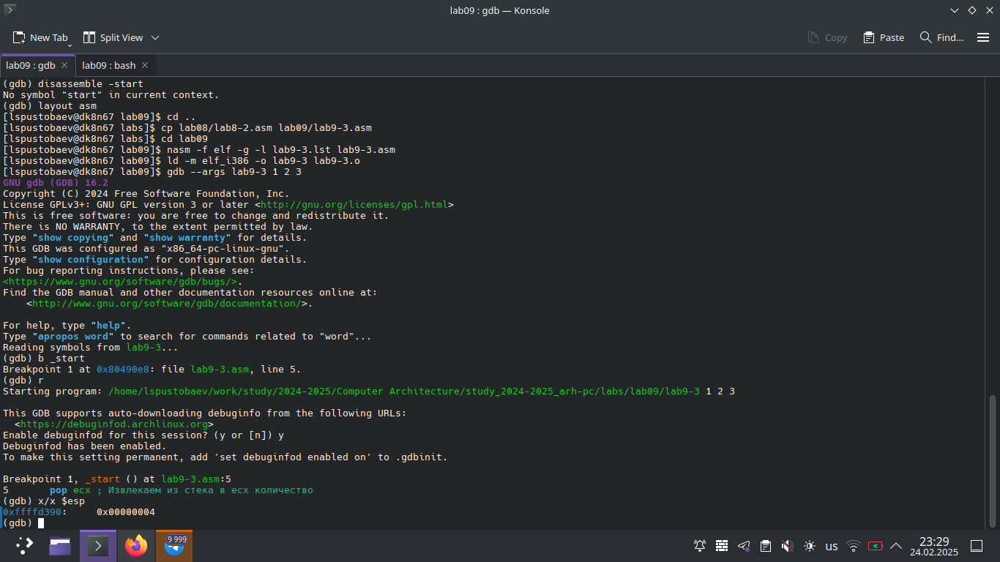 lab09 : gdb — Konsole
New Tab
Split View
Copy
Paste
Find...
lab09 : gdb
lab09 : bash
(gdb) disassemble -start
No symbol "start" in current context.
(gdb) layout asm
[lspustobaev@dk8n67 lab09]$ cd ..
[lspustobaev@dk8n67 labs]$ cp lab08/lab8-2.asm lab09/lab9-3.asm
[lspustobaev@dk8n67 labs]$ cd lab09
[lspustobaev@dk8n67 lab09]$ nasm -f elf -g -l lab9-3.lst lab9-3.asm
[lspustobaev@dk8n67 lab09]$ ld -m elf_i386 -o lab9-3 lab9-3.o
[lspustobaev@dk8n67 lab09]$ gdb --args lab9-3 1 2 3
GNU gdb (GDB) 16.2
Copyright (C) 2024 Free Software Foundation, Inc.
License GPLv3+: GNU GPL version 3 or later <http://gnu.org/licenses/gpl.html>
This is free software: you are free to change and redistribute it.
There is NO WARRANTY, to the extent permitted by law.
Type "show copying" and "show warranty" for details.
This GDB was configured as "x86_64-pc-linux-gnu".
Type "show configuration" for configuration details.
For bug reporting instructions, please see:
<https://www.gnu.org/software/gdb/bugs/>.
Find the GDB manual and other documentation resources online at:
    <http://www.gnu.org/software/gdb/documentation/>.
For help, type "help".
Type "apropos word" to search for commands related to "word"...
Reading symbols from lab9-3...
(gdb) b _start
Breakpoint 1 at 0x80490e8: file lab9-3.asm, line 5.
(gdb) r
Starting program: /home/lspustobaev/work/study/2024-2025/Computer Architecture/study_2024-2025_arh-pc/labs/lab09/lab9-3 1 2 3
This GDB supports auto-downloading debuginfo from the following URLs:
  <https://debuginfod.archlinux.org>
Enable debuginfod for this session? (y or [n]) y
Debuginfod has been enabled.
To make this setting permanent, add 'set debuginfod enabled on' to .gdbinit.
Breakpoint 1, _start () at lab9-3.asm:5
5       pop ecx ; Извлекаем из стека в ecx количество
(gdb) x/x $esp
0xffffd390:     0x00000004
(gdb)
9 999
us
23:29
24.02.2025